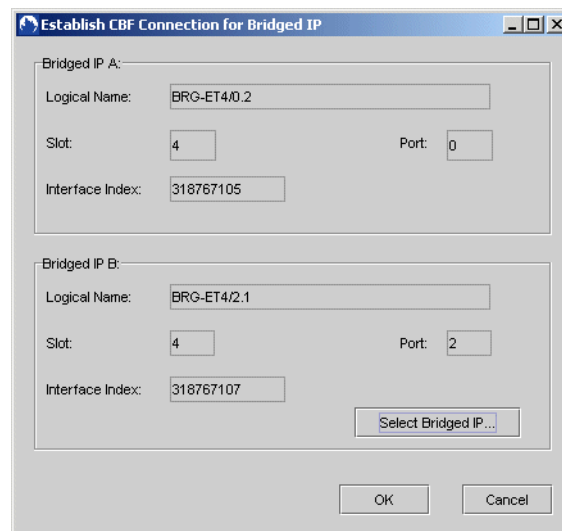 Establish CBF Connection for Bridged IP
Bridged IP A:
Logical Name: BRG-ET4/0.2
Slot: 4 Port: 0
Interface Index: 318767105
Bridged IP B:
Logical Name: BRG-ET4/2.1
Slot: 4 Port: 2
Interface Index: 318767107
Select Bridged IP...
OK Cancel